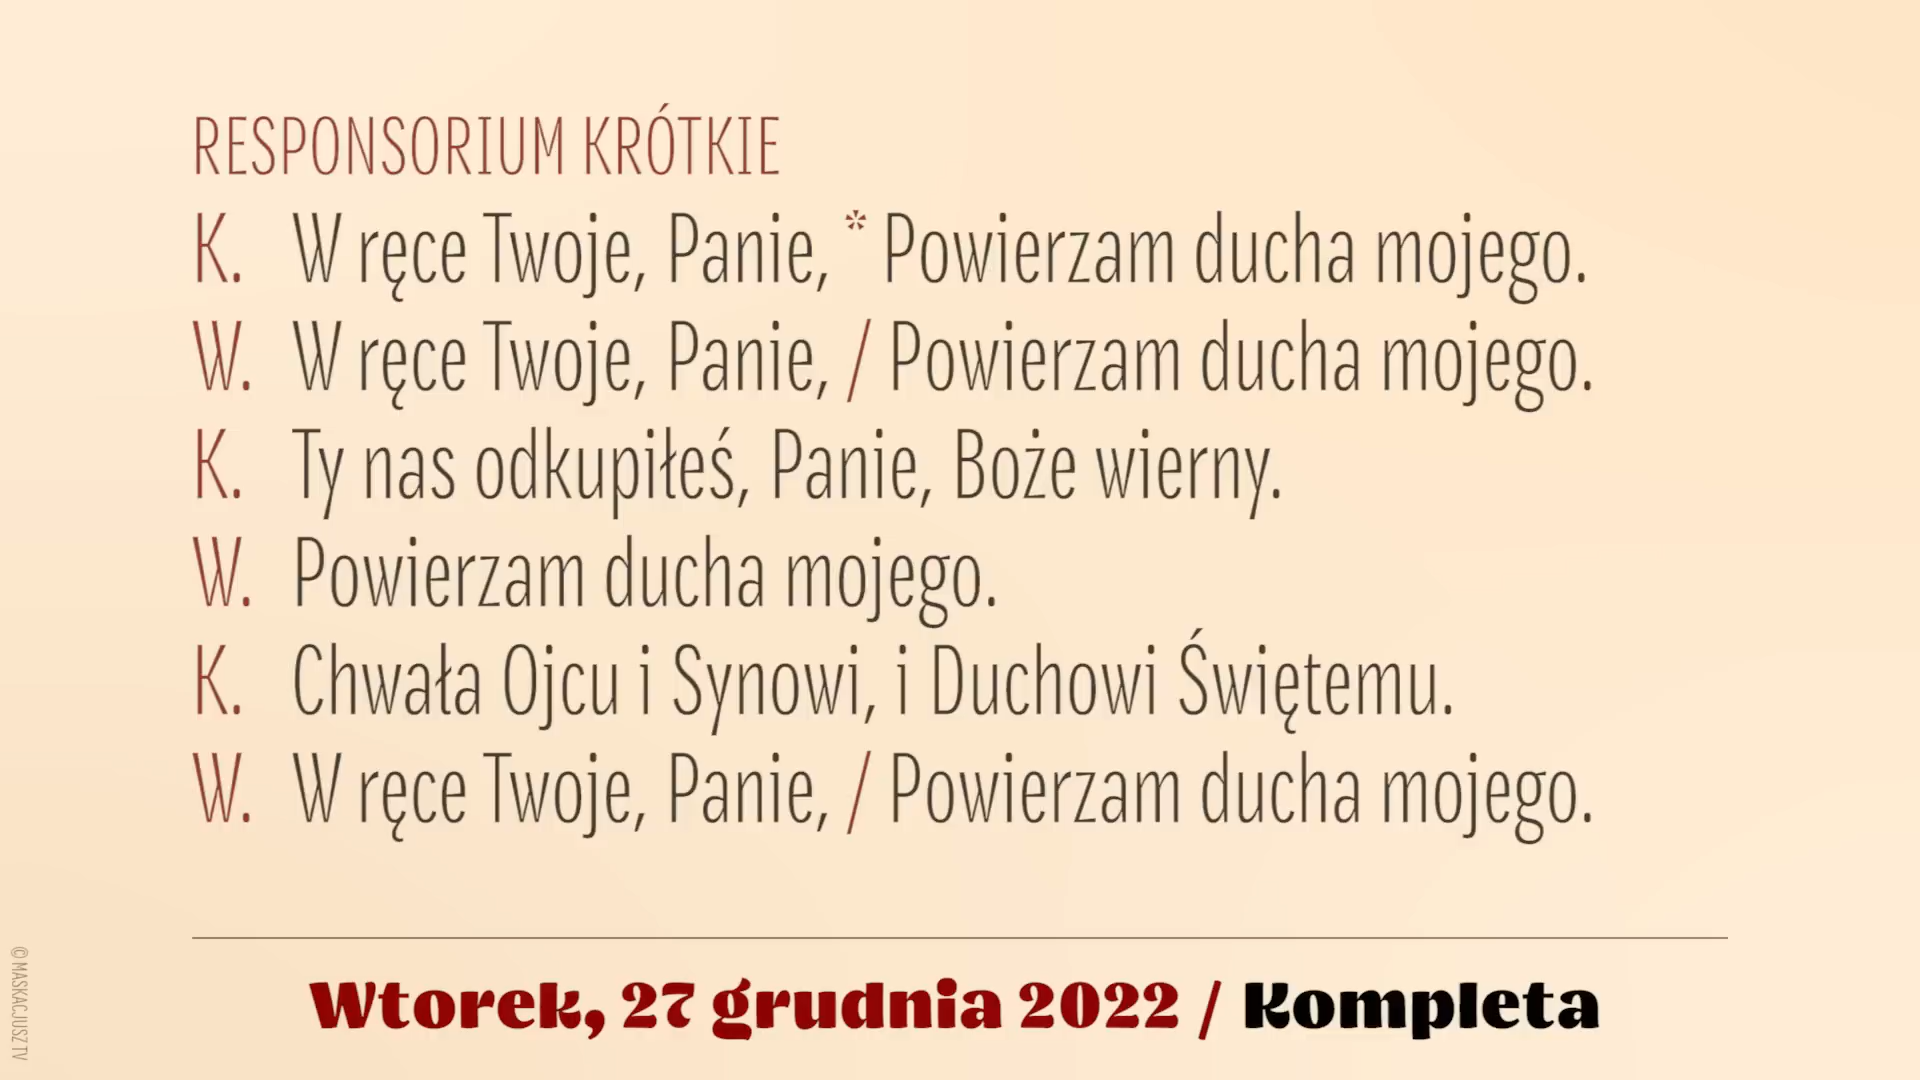 RESPONSORIUM KRÓTKIE
K. W ręce Twoje, Panie, * Powierzam ducha mojego.
W. W ręce Twoje, Panie, / Powierzam ducha mojego.
K. Ty nas odkupiłeś, Panie, Boże wierny.
W. Powierzam ducha mojego.
K. Chwała Ojcu i Synowi, i Duchowi Świętemu.
W. W ręce Twoje, Panie, / Powierzam ducha mojego.
Wtorek, 27 grudnia 2022 / Kompleta
© MASKACJUSZ TV